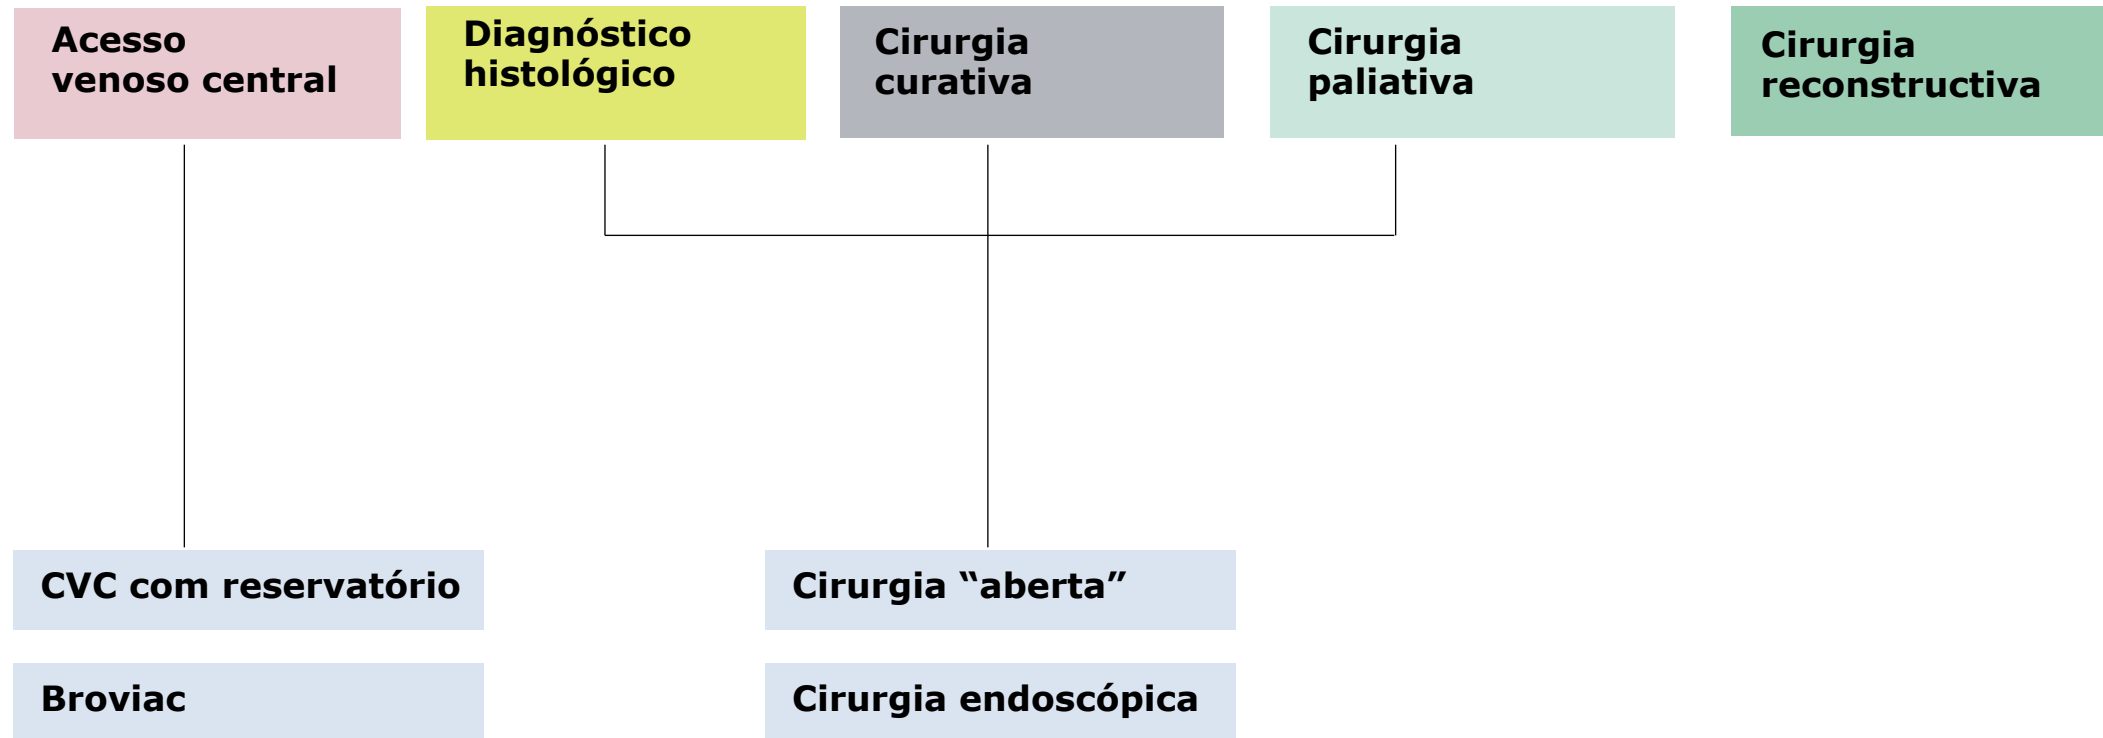 Acesso
venoso central
Diagnóstico
histológico
Cirurgia
curativa
Cirurgia
paliativa
Cirurgia
reconstructiva
CVC com reservatório
Cirurgia “aberta”
Broviac
Cirurgia endoscópica